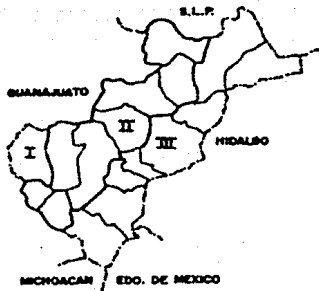 S.L.P.
GUANAJUATO
II
III
HIDALGO
I
MICHOACAN EDO. DE MEXICO